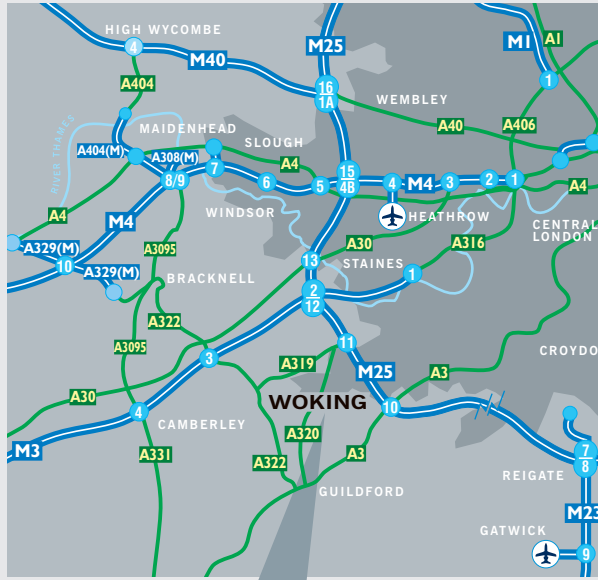 HIGH WYCOMBE
4
M40
A404
M25
16
1A
M1
A1
1
WEMBLEY
A406
A40
RIVER THAMES
MAIDENHEAD
SLOUGH
A404(M)
A308(M)
A4
8/9
7
6
5
15
4B
4
M4
3
2
1
A4
HEATHROW
WINDSOR
A4
M4
CENTRAL
LONDON
A329(M)
10
A329(M)
A3095
BRACKNELL
A30
A316
13
STAINES
1
2
12
A322
A3095
3
11
A319
M25
CROYDO
A3
A30
WOKING
10
4
CAMBERLEY
M3
A331
A320
A322
A3
GUILDFORD
7
8
REIGATE
M23
GATWICK
9